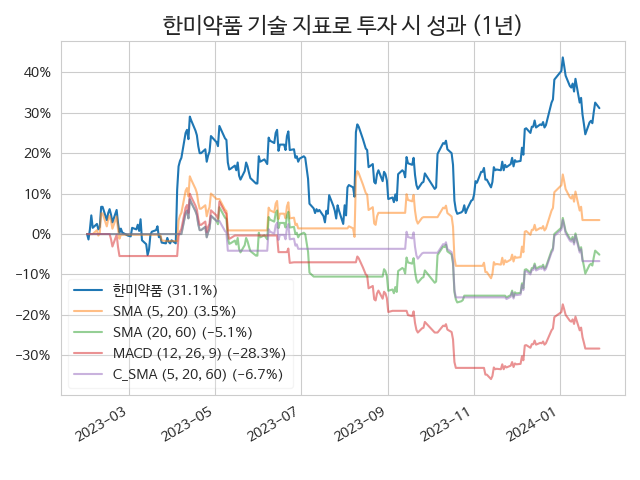 한미약품 기술 지표로 투자 시 성과 (1년)
40%
30%
20%
10%
0%
−10%
−20%
−30%
한미약품 (31.1%)
SMA (5, 20) (3.5%)
SMA (20, 60) (−5.1%)
MACD (12, 26, 9) (−28.3%)
C_SMA (5, 20, 60) (−6.7%)
2023−03
2023−05
2023−07
2023−09
2023−11
2024−01